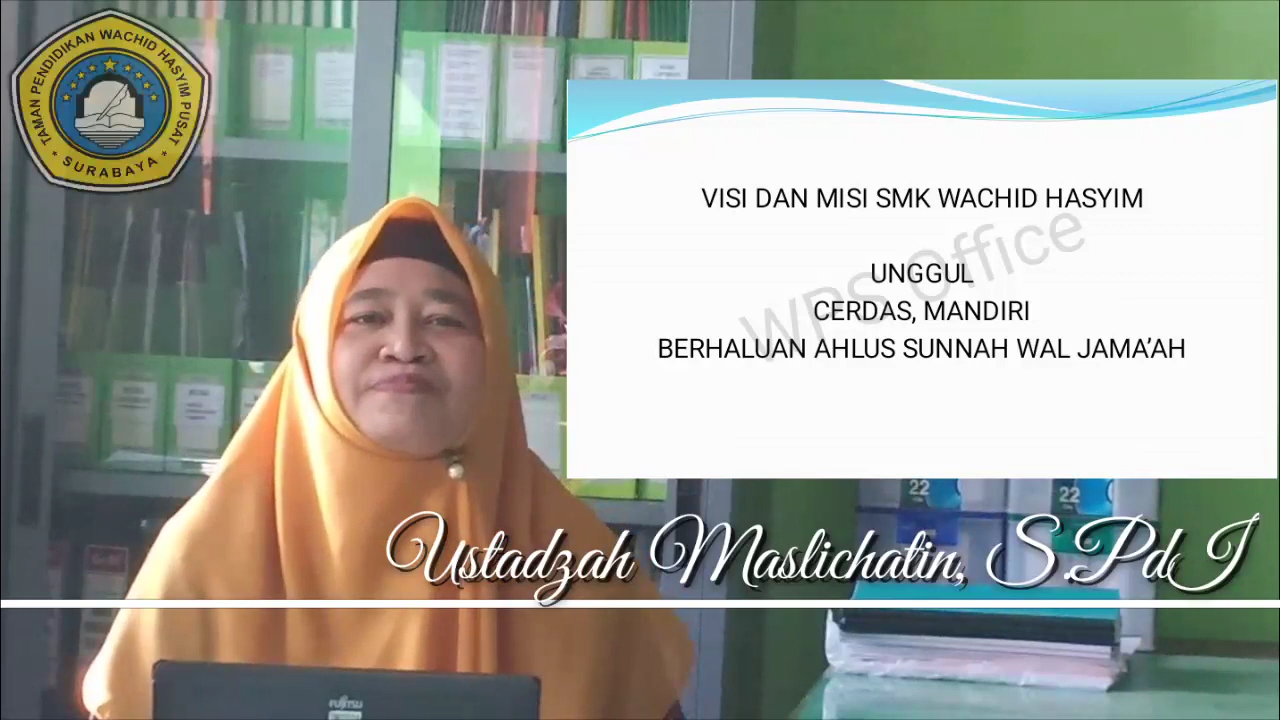 TAMAN PENDIDIKAN WACHID HASYIM PUSAT
* SURABAYA *
VISI DAN MISI SMK WACHID HASYIM
UNGGUL
CERDAS, MANDIRI
BERHALUAN AHLUS SUNNAH WAL JAMA'AH
WPS Office
22
22
Ustadzah Maslichatin, S.PdI
FUJITSU